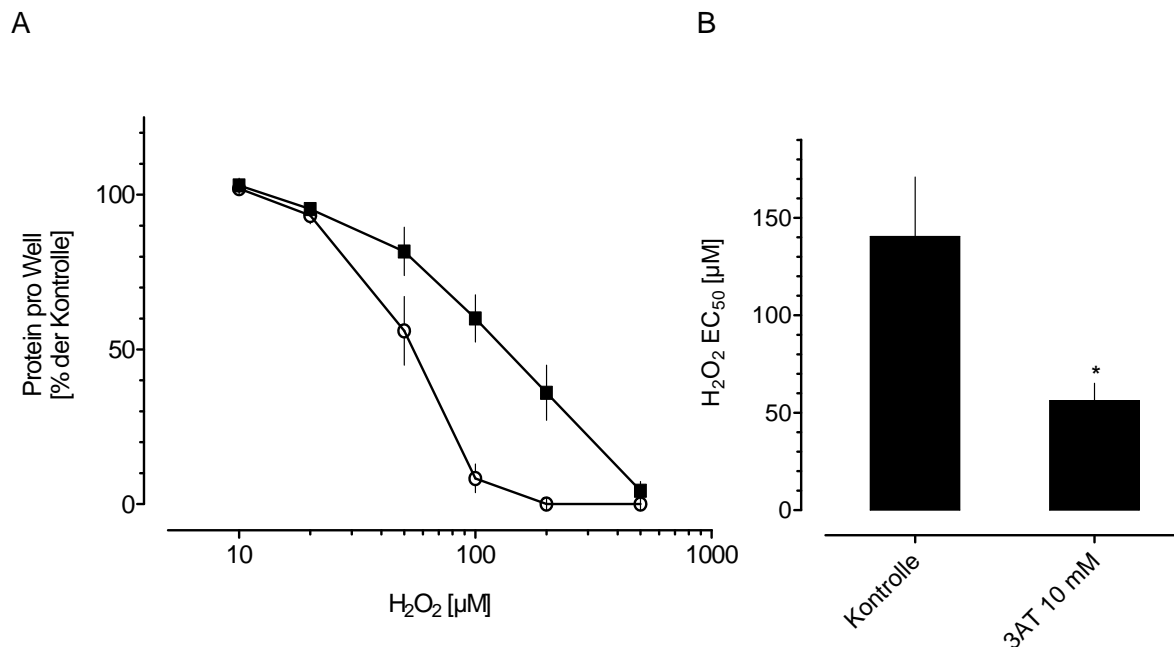 A
B
Protein pro Well
[% der Kontrolle]
100
50
0
10
100
1000
H₂O₂ [µM]
H₂O₂ EC₅₀ [µM]
150
100
50
0
*
Kontrolle
3AT 10 mM